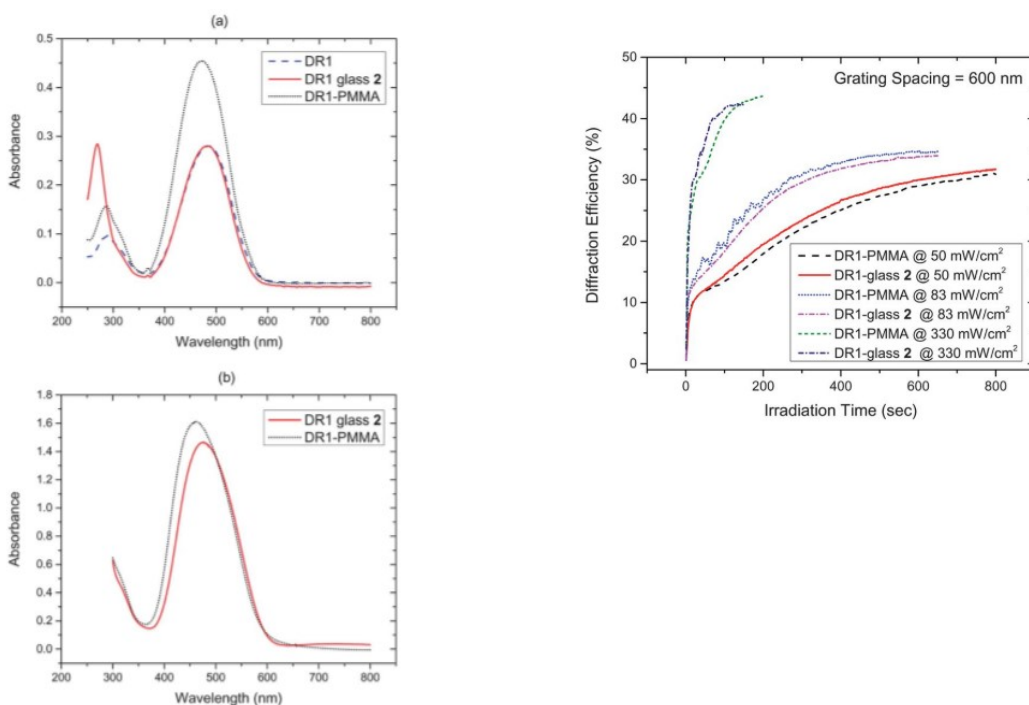 (a)
0.5
0.4
0.3
0.2
0.1
0.0
Absorbance
DR1
DR1 glass 2
DR1-PMMA
200 300 400 500 600 700 800
Wavelength (nm)
(b)
1.8
1.6
1.4
1.2
1.0
0.8
0.6
0.4
0.2
0.0
Absorbance
DR1 glass 2
DR1-PMMA
200 300 400 500 600 700 800
Wavelength (nm)
50
40
30
20
10
0
Diffraction Efficiency (%)
Grating Spacing = 600 nm
DR1-PMMA @ 50 mW/cm²
DR1-glass 2 @ 50 mW/cm²
DR1-PMMA @ 83 mW/cm²
DR1-glass 2 @ 83 mW/cm²
DR1-PMMA @ 330 mW/cm²
DR1-glass 2 @ 330 mW/cm²
0 200 400 600 800
Irradiation Time (sec)